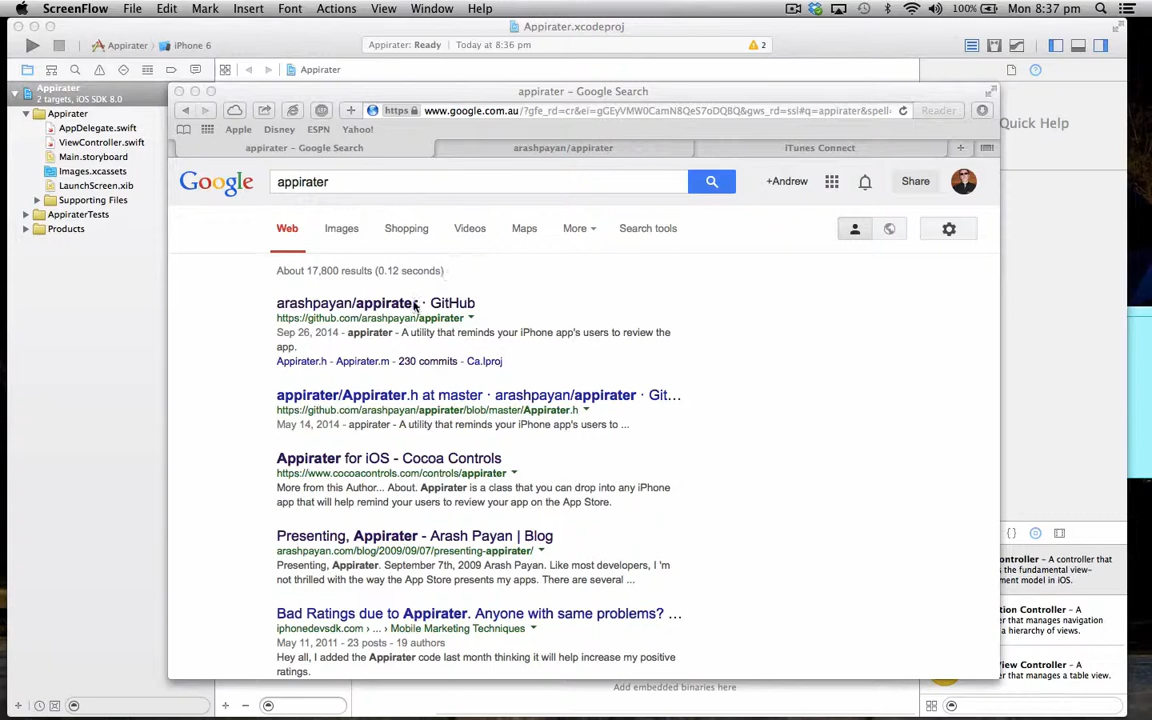 ScreenFlow File Edit Mark Insert Font Actions View Window Help 100% Mon 8:37 pm
Appirater.xcodeproj
Appirater iPhone 6 Appirater: Ready Today at 8:36 pm 2
Appirater
Appirater
2 targets, iOS SDK 8.0
Appirater
AppDelegate.swift
ViewController.swift
Main.storyboard
Images.xcassets
LaunchScreen.xib
Supporting Files
AppiraterTests
Products
appirater – Google Search
https www.google.com.au/?gfe_rd=cr&ei=gGEyVMW0CamN8QeS7oDQBQ&gws_rd=ssl#q=appirater&spell Reader
Apple Disney ESPN Yahoo!
appirater – Google Search arashpayan/appirater iTunes Connect
Google appirater +Andrew Share
Web Images Shopping Videos Maps More Search tools
About 17,800 results (0.12 seconds)
arashpayan/appirater · GitHub
https://github.com/arashpayan/appirater
Sep 26, 2014 - appirater - A utility that reminds your iPhone app's users to review the
app.
Appirater.h - Appirater.m - 230 commits - Ca.lproj
appirater/Appirater.h at master · arashpayan/appirater · Git...
https://github.com/arashpayan/appirater/blob/master/Appirater.h
May 14, 2014 - appirater - A utility that reminds your iPhone app's users to ...
Appirater for iOS - Cocoa Controls
https://www.cocoacontrols.com/controls/appirater
More from this Author... About. Appirater is a class that you can drop into any iPhone
app that will help remind your users to review your app on the App Store.
Presenting, Appirater - Arash Payan | Blog
arashpayan.com/blog/2009/09/07/presenting-appirater/
Presenting, Appirater. September 7th, 2009 Arash Payan. Like most developers, I 'm
not thrilled with the way the App Store presents my apps. There are several ...
Bad Ratings due to Appirater. Anyone with same problems? ...
iphonedevsdk.com › ... › Mobile Marketing Techniques
May 11, 2011 - 23 posts - 19 authors
Hey all, I added the Appirater code last month thinking it will help increase my positive
ratings.
Quick Help
ontroller – A controller that
s the fundamental view-
ment model in iOS.
tion Controller – A
er that manages navigation
a hierarchy of views.
View Controller – A
er that manages a table view.
Add embedded binaries here